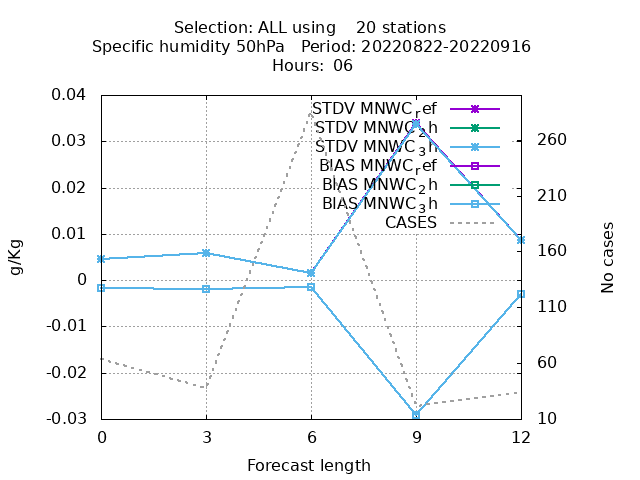 Selection: ALL using    20 stations
Specific humidity 50hPa   Period: 20220822-20220916
Hours:  06
STDV MNWC_ref
STDV MNWC_2h
STDV MNWC_3h
BIAS MNWC_ref
BIAS MNWC_2h
BIAS MNWC_3h
CASES
0.04
0.03
0.02
0.01
0
-0.01
-0.02
-0.03
g/Kg
260
210
160
110
60
10
No cases
0 3 6 9 12
Forecast length